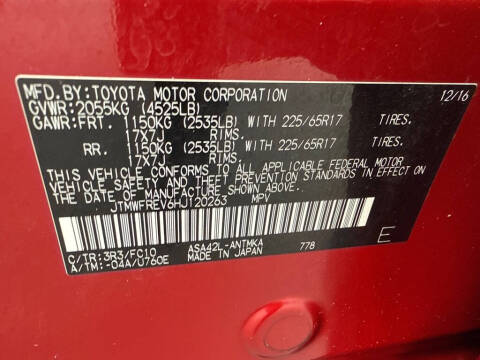 MFD.BY:TOYOTA MOTOR CORPORATION 12/16
GVWR:2055KG (4525LB)
GAWR:FRT. 1150KG (2535LB) WITH 225/65R17 TIRES.
17X7J RIMS.
RR. 1150KG (2535LB) WITH 225/65R17 TIRES.
17X7J RIMS.
THIS VEHICLE CONFORMS TO ALL APPLICABLE FEDERAL MOTOR
VEHICLE SAFETY AND THEFT PREVENTION STANDARDS IN
EFFECT ON THE DATE OF MANUFACTURE SHOWN ABOVE.
JTMWFREV6HJ120263 MPV
C/TR:3R3/FC10 ASA42L-ANTMKA 778 E
A/TM:-04A/U760E MADE IN JAPAN